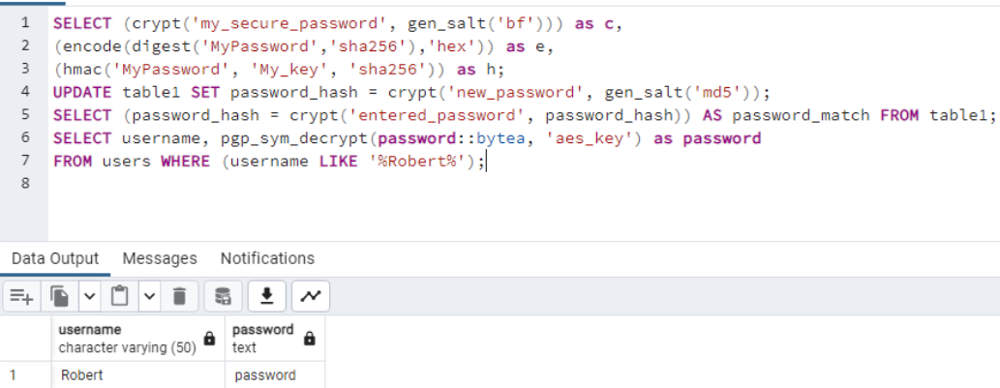 1 SELECT (crypt('my_secure_password', gen_salt('bf'))) as c,
2 (encode(digest('MyPassword','sha256'),'hex')) as e,
3 (hmac('MyPassword', 'My_key', 'sha256')) as h;
4 UPDATE table1 SET password_hash = crypt('new_password', gen_salt('md5'));
5 SELECT (password_hash = crypt('entered_password', password_hash)) AS password_match FROM table1;
6 SELECT username, pgp_sym_decrypt(password::bytea, 'aes_key') as password
7 FROM users WHERE (username LIKE '%Robert%');
8
Data Output Messages Notifications
username password
character varying (50) text
1 Robert password